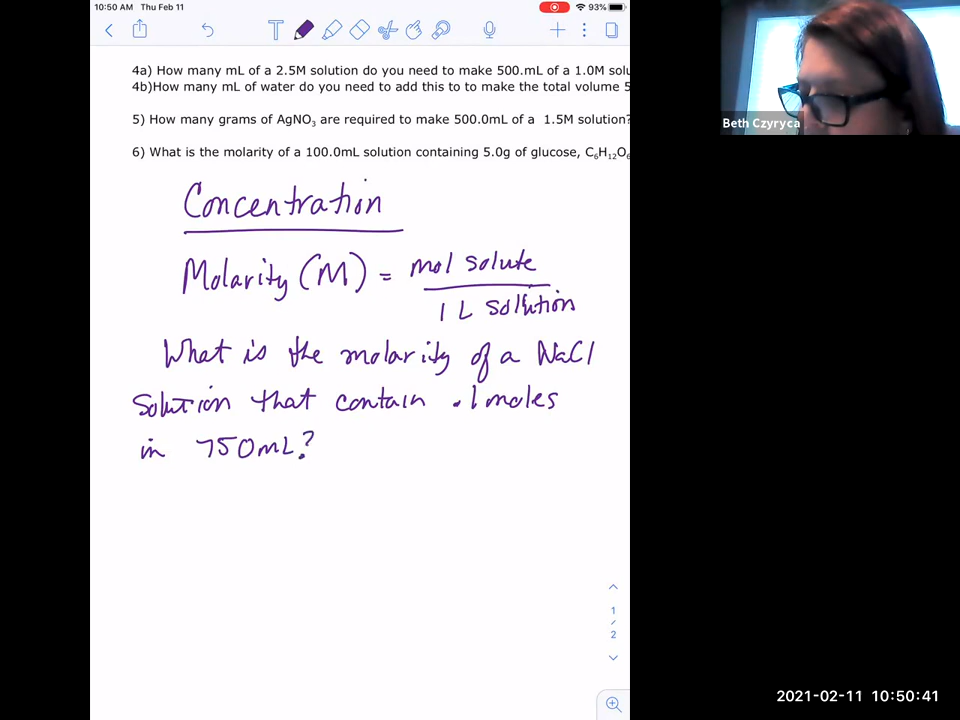 10:50 AM Thu Feb 11
93%
4a) How many mL of a 2.5M solution do you need to make 500.mL of a 1.0M solu
4b)How many mL of water do you need to add this to to make the total volume 5
5) How many grams of AgNO3 are required to make 500.0mL of a 1.5M solution?
6) What is the molarity of a 100.0mL solution containing 5.0g of glucose, C6H12O6
Concentration
Molarity (M) = mol solute
1 L solution
What is the molarity of a NaCl
solution that contain .1 moles
in 750mL?
Beth Czyryca
1
/
2
2021-02-11 10:50:41